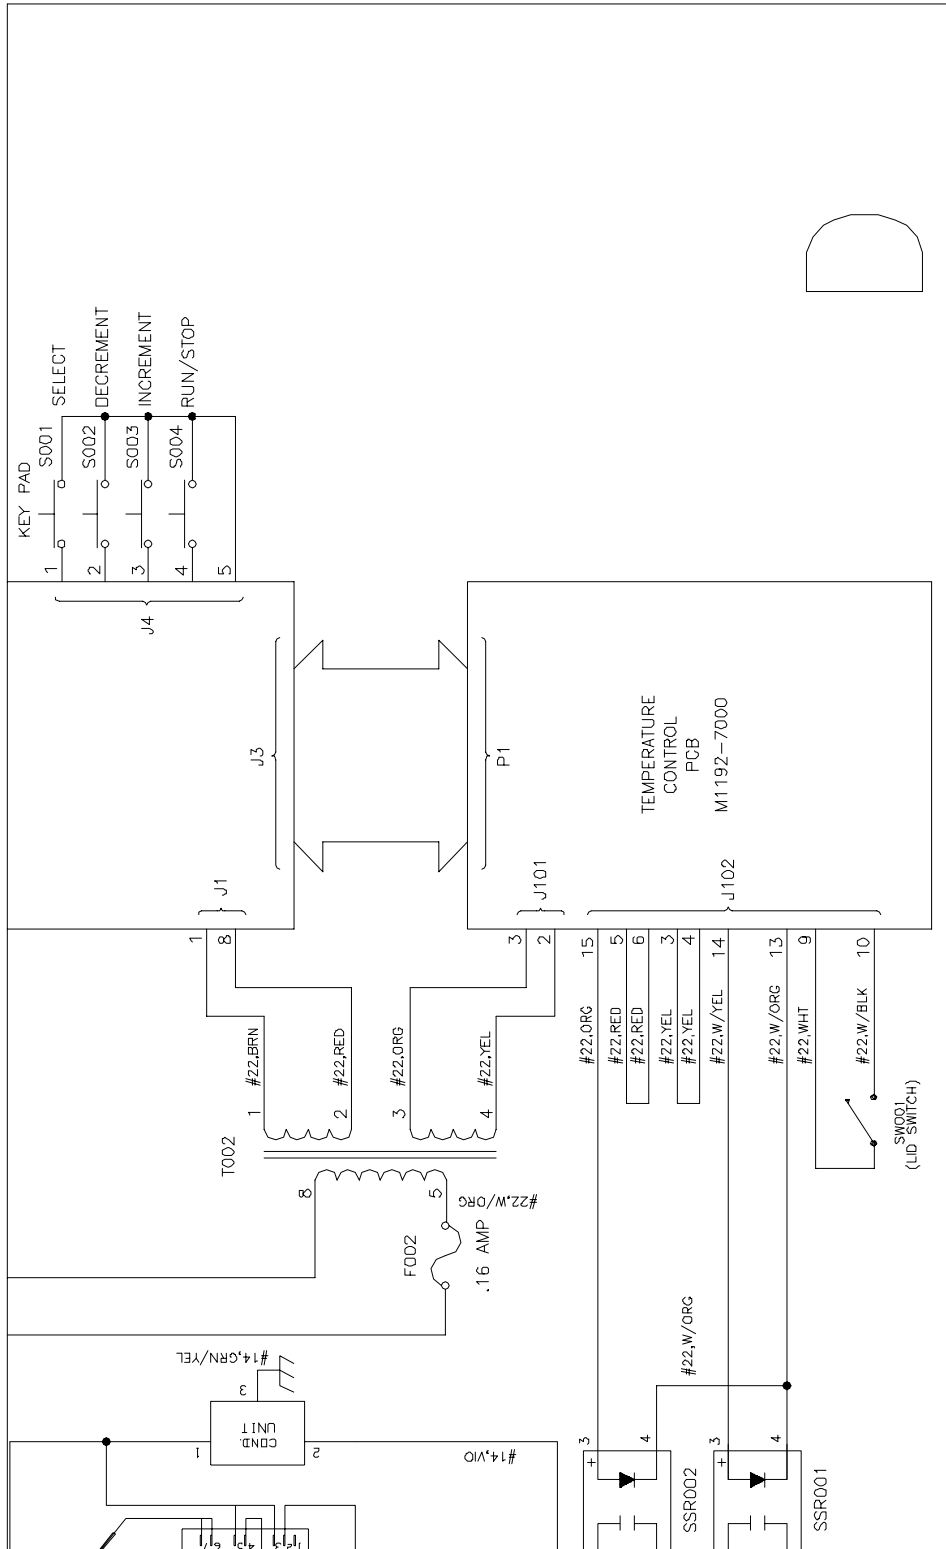 KEY PAD
S001 SELECT
S002 DECREMENT
S003 INCREMENT
S004 RUN/STOP
1
2
3
4
5
J4
J3
P1
TEMPERATURE
CONTROL
PCB
M1192-7000
J1
1
8
J101
3
2
J102
15
5
6
3
4
14
13
9
10
#22,BRN
#22,RED
#22,ORG
#22,YEL
#22,ORG
#22,RED
#22,RED
#22,YEL
#22,YEL
#22,W/YEL
#22,W/ORG
#22,WHT
#22,W/BLK
1
2
3
4
T002
8
5
#22,W/ORG
F002
.16 AMP
SW001
(LID SWITCH)
#22,W/ORG
#14,GRN/YEL
3
COND.
UNIT
1
2
#14,VIO
3
+
4
SSR002
3
+
4
SSR001